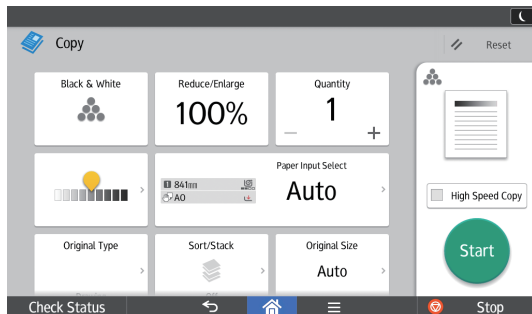 Copy
Reset
Black & White
Reduce/Enlarge
100%
Quantity
1
Paper Input Select
Auto
1 841mm
A0
High Speed Copy
Original Type
Sort/Stack
Original Size
Auto
Start
Check Status
Stop